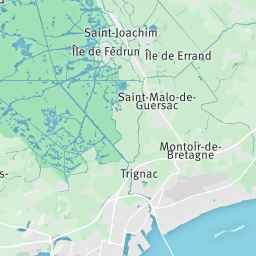 Saint-Joachim
Île de Fédrun
Île de Errand
Saint-Malo-de-
Guersac
Montoir-de-
Bretagne
Trignac
s-